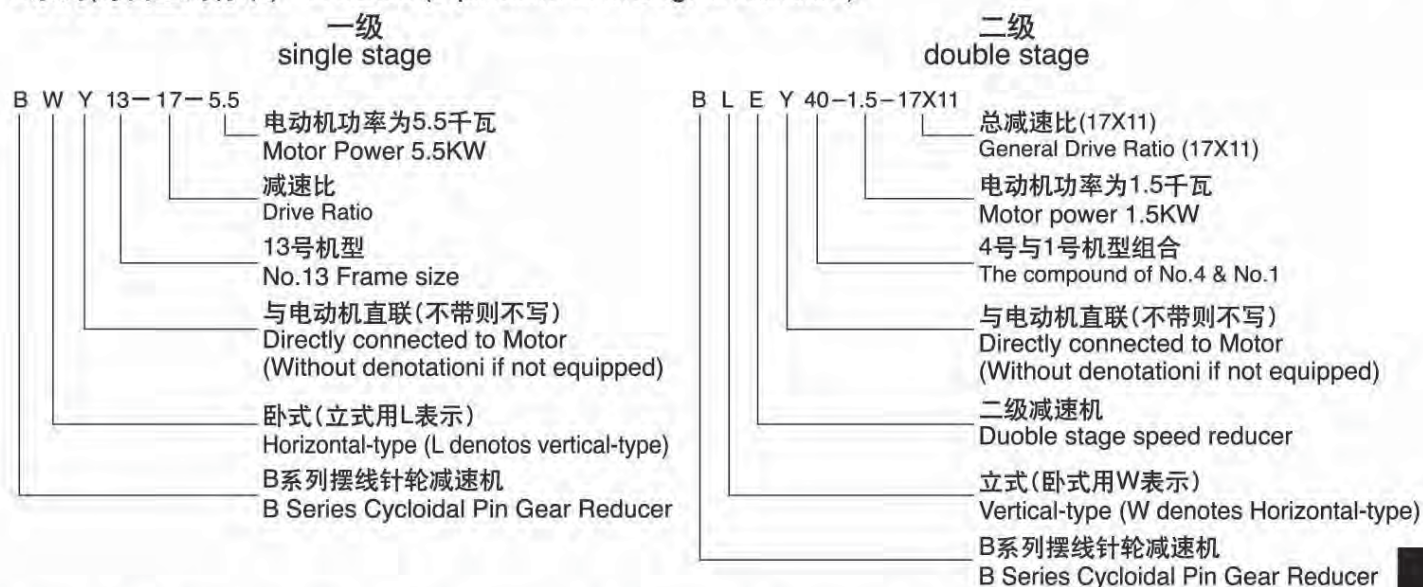 一级
single stage
B W Y 13－17－5.5
电动机功率为5.5千瓦
Motor Power 5.5KW
减速比
Drive Ratio
13号机型
No.13 Frame size
与电动机直联(不带则不写)
Directly connected to Motor
(Without denotationi if not equipped)
卧式(立式用L表示)
Horizontal-type (L denotos vertical-type)
B系列摆线针轮减速机
B Series Cycloidal Pin Gear Reducer
二级
double stage
B L E Y 40－1.5－17X11
总减速比(17X11)
General Drive Ratio (17X11)
电动机功率为1.5千瓦
Motor power 1.5KW
4号与1号机型组合
The compound of No.4 & No.1
与电动机直联(不带则不写)
Directly connected to Motor
(Without denotationi if not equipped)
二级减速机
Duoble stage speed reducer
立式(卧式用W表示)
Vertical-type (W denotes Horizontal-type)
B系列摆线针轮减速机
B Series Cycloidal Pin Gear Reducer